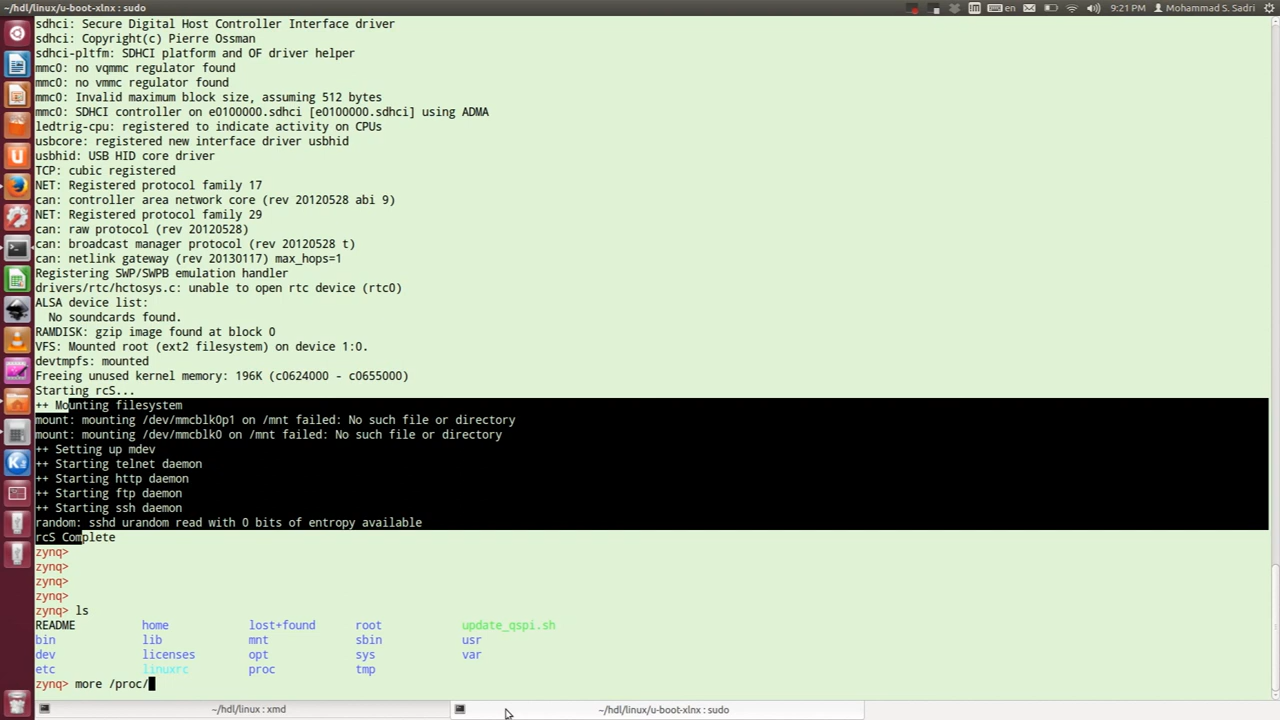 ~/hdl/linux/u-boot-xlnx : sudo
en 9:21 PM Mohammad S. Sadri
sdhci: Secure Digital Host Controller Interface driver
sdhci: Copyright(c) Pierre Ossman
sdhci-pltfm: SDHCI platform and OF driver helper
mmc0: no vqmmc regulator found
mmc0: no vmmc regulator found
mmc0: Invalid maximum block size, assuming 512 bytes
mmc0: SDHCI controller on e0100000.sdhci [e0100000.sdhci] using ADMA
ledtrig-cpu: registered to indicate activity on CPUs
usbcore: registered new interface driver usbhid
usbhid: USB HID core driver
TCP: cubic registered
NET: Registered protocol family 17
can: controller area network core (rev 20120528 abi 9)
NET: Registered protocol family 29
can: raw protocol (rev 20120528)
can: broadcast manager protocol (rev 20120528 t)
can: netlink gateway (rev 20130117) max_hops=1
Registering SWP/SWPB emulation handler
drivers/rtc/hctosys.c: unable to open rtc device (rtc0)
ALSA device list:
  No soundcards found.
RAMDISK: gzip image found at block 0
VFS: Mounted root (ext2 filesystem) on device 1:0.
devtmpfs: mounted
Freeing unused kernel memory: 196K (c0624000 - c0655000)
Starting rcS...
++ Mounting filesystem
mount: mounting /dev/mmcblk0p1 on /mnt failed: No such file or directory
mount: mounting /dev/mmcblk0 on /mnt failed: No such file or directory
++ Setting up mdev
++ Starting telnet daemon
++ Starting http daemon
++ Starting ftp daemon
++ Starting ssh daemon
random: sshd urandom read with 0 bits of entropy available
rcS Complete
zynq>
zynq>
zynq>
zynq>
zynq> ls
README home lost+found root update_qspi.sh
bin lib mnt sbin usr
dev licenses opt sys var
etc linuxrc proc tmp
zynq> more /proc/
~/hdl/linux : xmd ~/hdl/linux/u-boot-xlnx : sudo